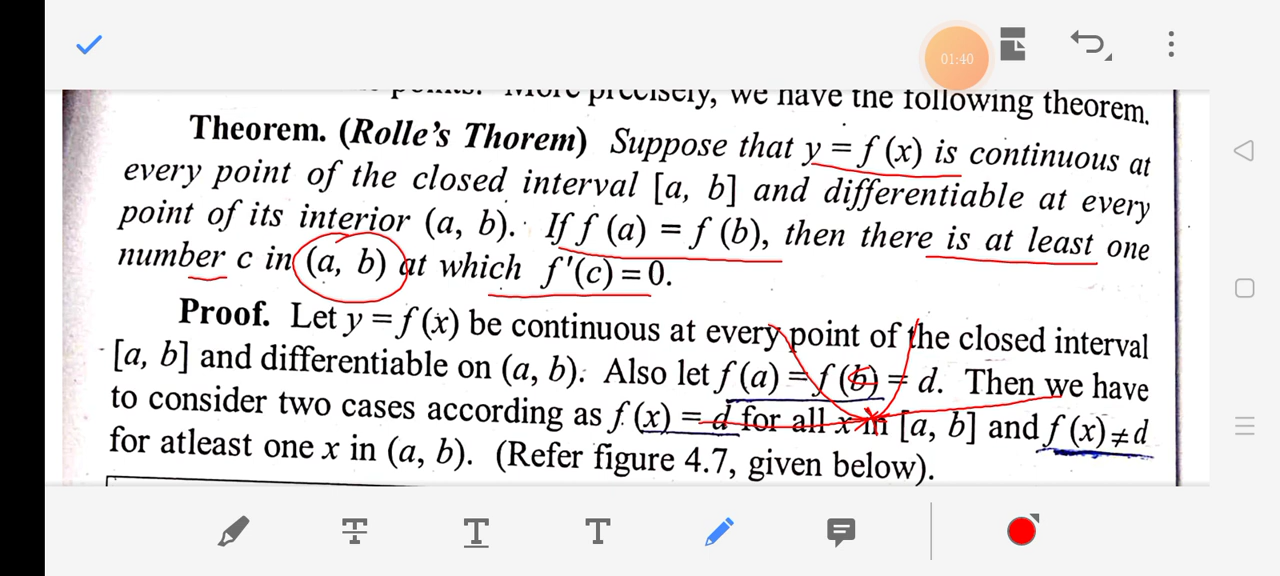 01:40
More precisely, we have the following theorem.
Theorem. (Rolle's Thorem) Suppose that y = f (x) is continuous at
every point of the closed interval [a, b] and differentiable at every
point of its interior (a, b). If f (a) = f (b), then there is at least one
number c in (a, b) at which f'(c) = 0.
Proof. Let y = f (x) be continuous at every point of the closed interval
[a, b] and differentiable on (a, b). Also let f (a) = f (b) = d. Then we have
to consider two cases according as f (x) = d for all x in [a, b] and f (x) ≠ d
for atleast one x in (a, b). (Refer figure 4.7, given below).
T T T